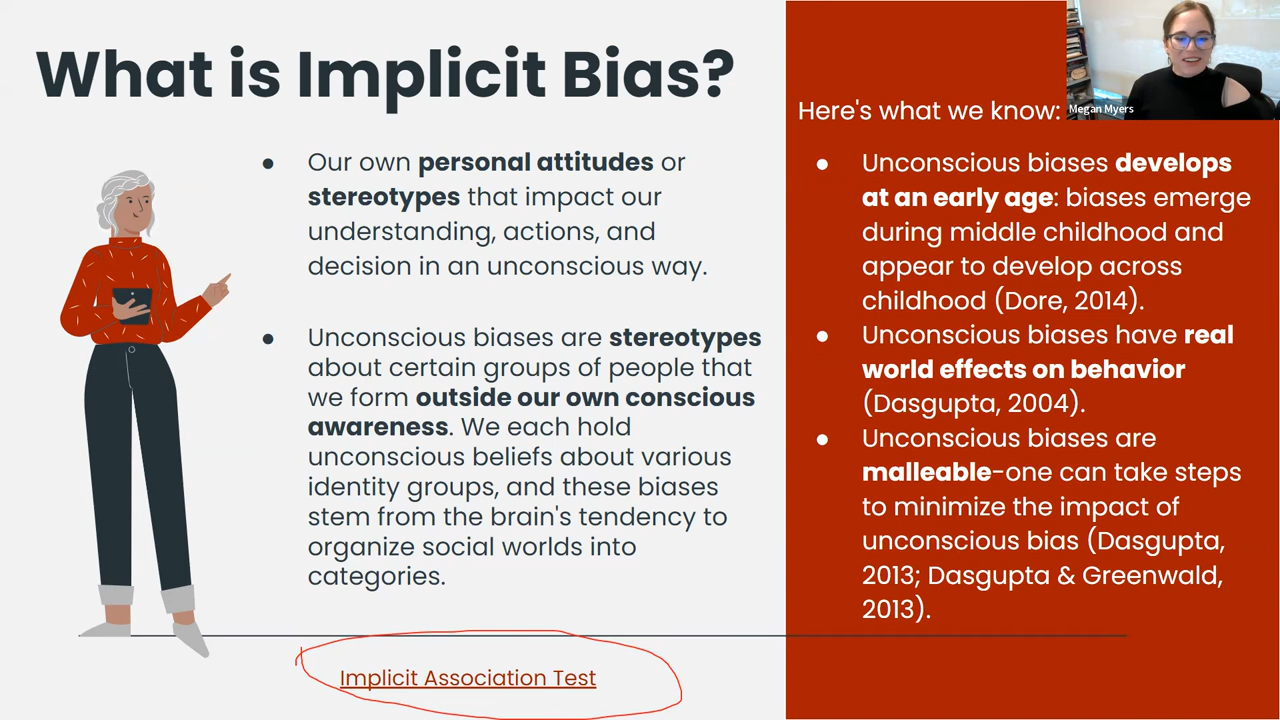 What is Implicit Bias?
● Our own personal attitudes or
stereotypes that impact our
understanding, actions, and
decision in an unconscious way.
● Unconscious biases are stereotypes
about certain groups of people that
we form outside our own conscious
awareness. We each hold
unconscious beliefs about various
identity groups, and these biases
stem from the brain's tendency to
organize social worlds into
categories.
Implicit Association Test
Here's what we know:
● Unconscious biases develops
at an early age: biases emerge
during middle childhood and
appear to develop across
childhood (Dore, 2014).
● Unconscious biases have real
world effects on behavior
(Dasgupta, 2004).
● Unconscious biases are
malleable-one can take steps
to minimize the impact of
unconscious bias (Dasgupta,
2013; Dasgupta & Greenwald,
2013).
Megan Myers